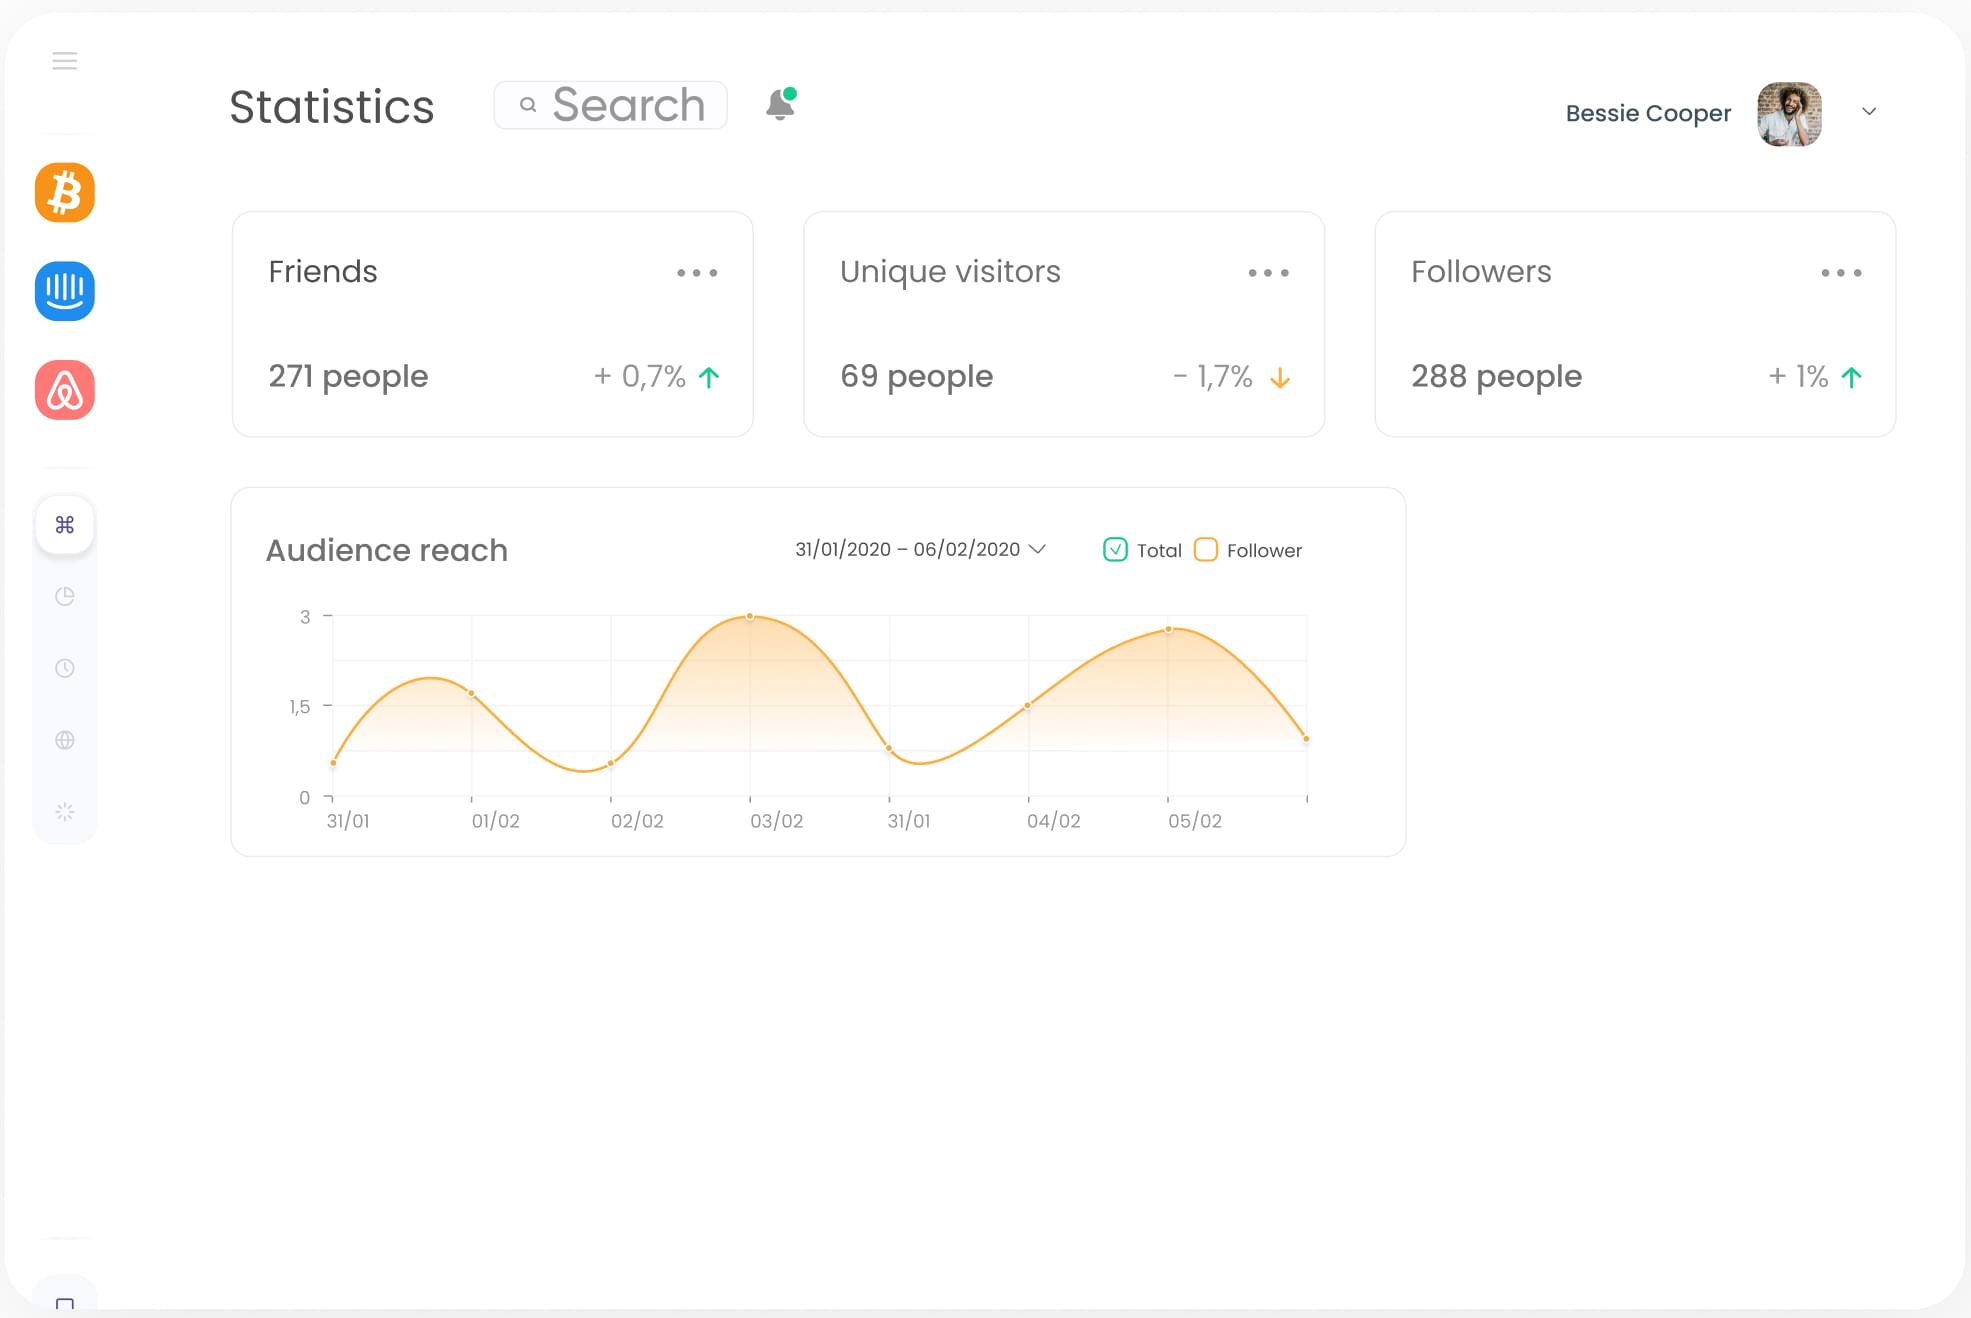 Statistics
Search
Bessie Cooper
Friends
271 people
+ 0,7%
Unique visitors
69 people
- 1,7%
Followers
288 people
+ 1%
Audience reach
31/01/2020 – 06/02/2020
Total
Follower
3
1,5
0
31/01
01/02
02/02
03/02
31/01
04/02
05/02